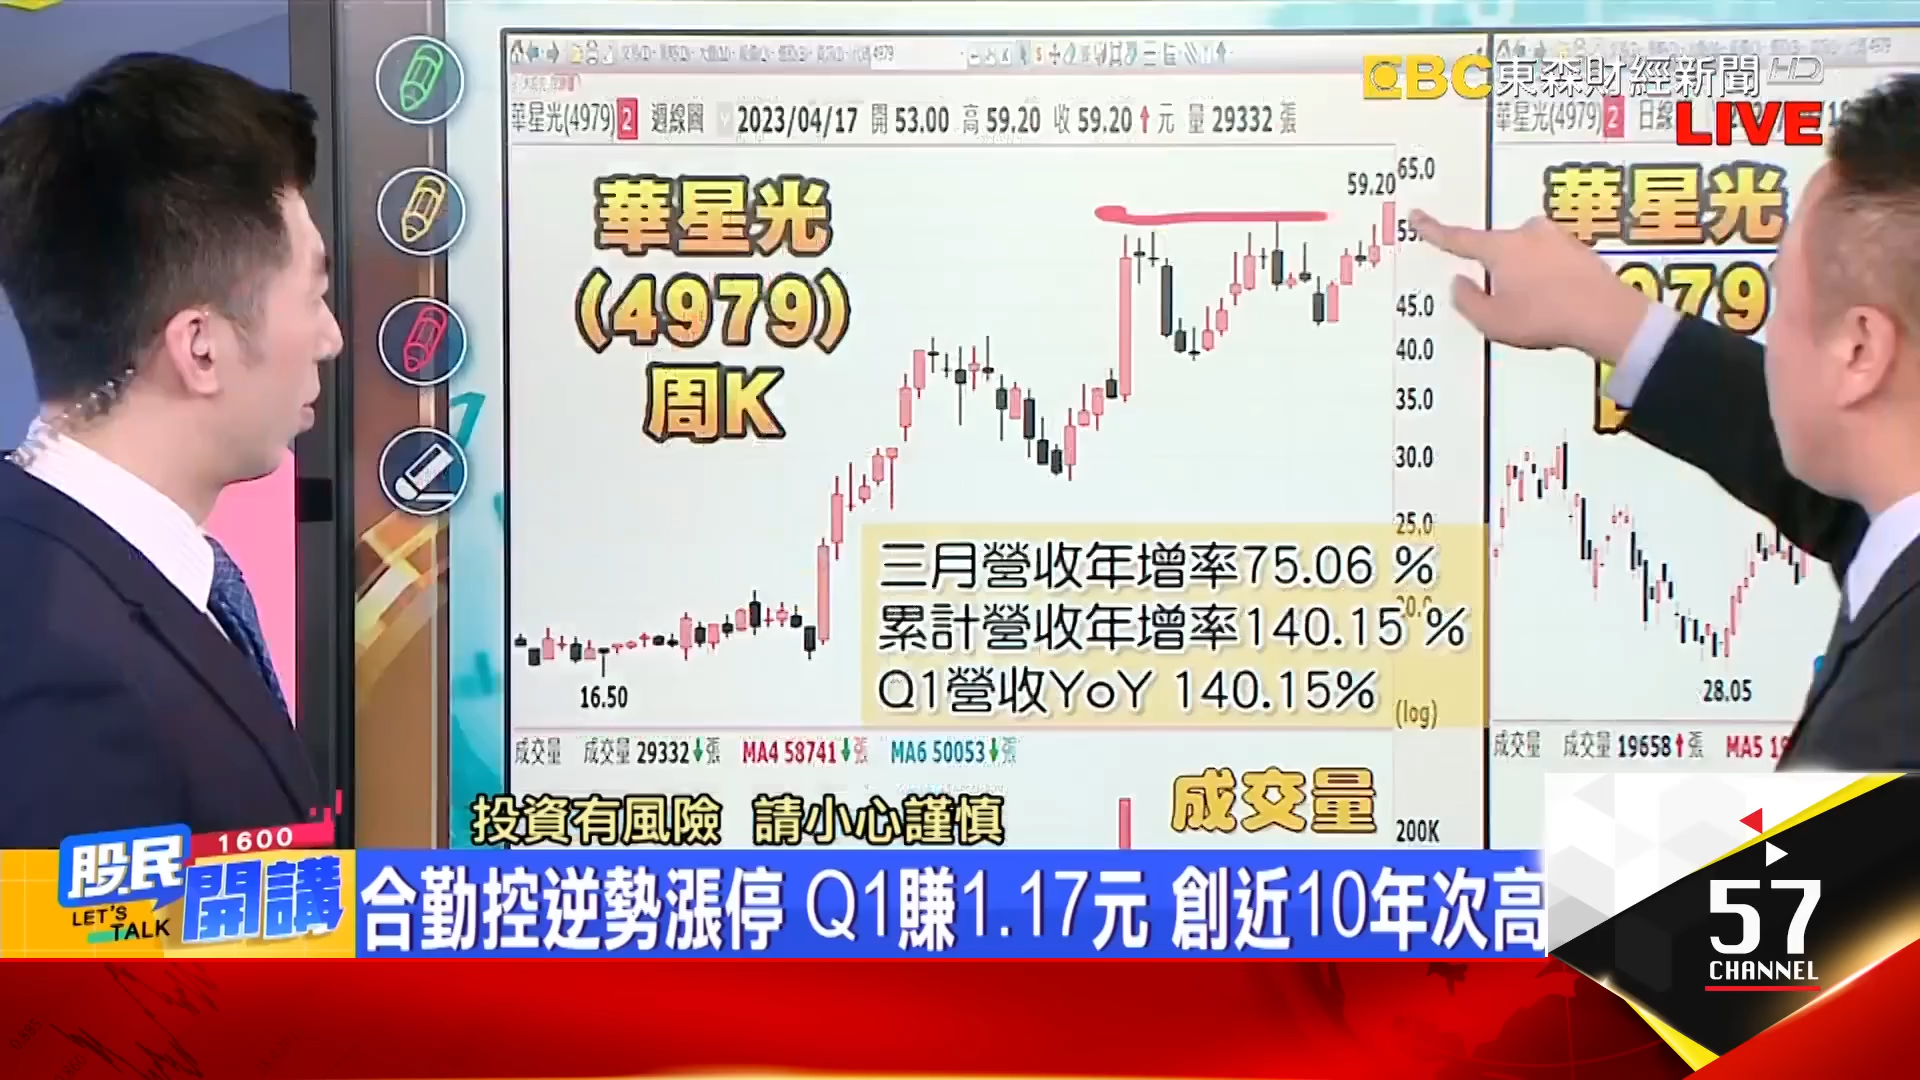 EBC東森財經新聞HD
LIVE
華星光(4979) 2 週線圖 2023/04/17 開 53.00 高 59.20 收 59.20↑元 量 29332 張
華星光(4979) 2 日線
華星光
(4979)
周K
59.20
65.0
45.0
40.0
35.0
30.0
25.0
20.0
(log)
16.50
三月營收年增率75.06 %
累計營收年增率140.15 %
Q1營收YoY 140.15%
華星光
28.05
成交量 成交量 29332↓張 MA4 58741↓張 MA6 50053↓張
成交量 成交量 19658↑張
投資有風險 請小心謹慎
成交量
200K
1600
股民開講
LET'S TALK
合勤控逆勢漲停 Q1賺1.17元 創近10年次高
57
CHANNEL